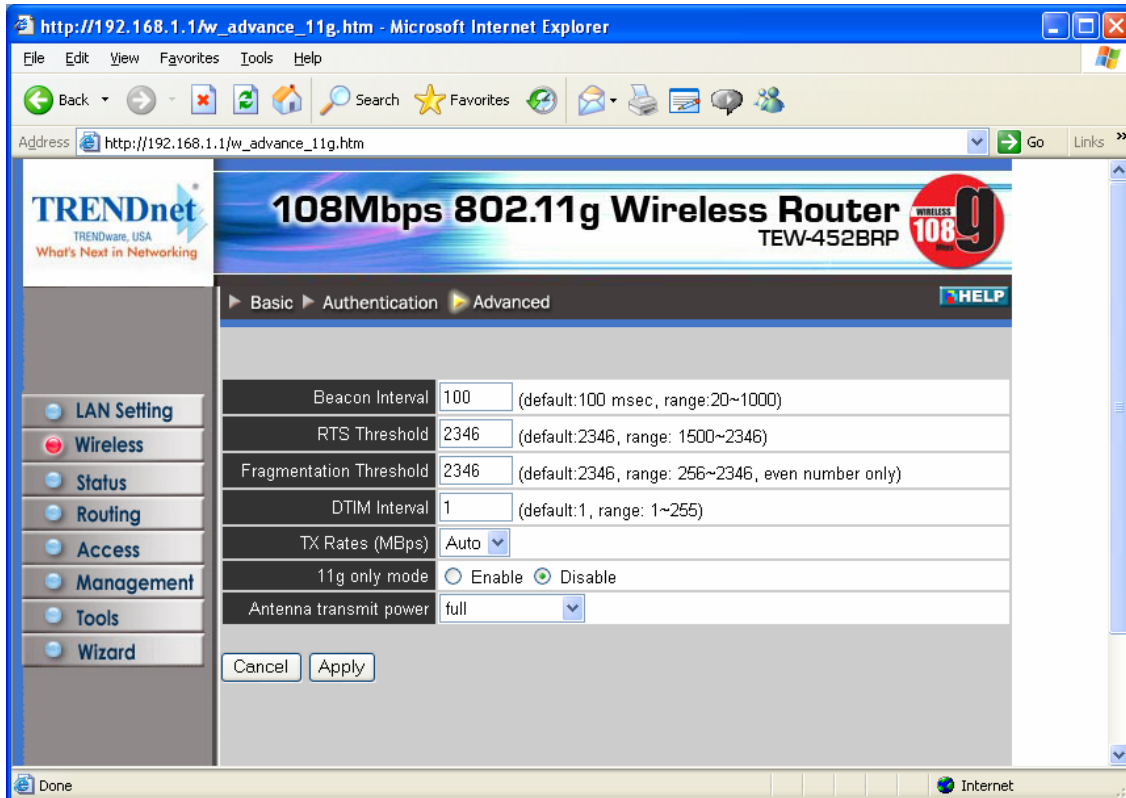 http://192.168.1.1/w_advance_11g.htm - Microsoft Internet Explorer
File Edit View Favorites Tools Help
Back Search Favorites
Address http://192.168.1.1/w_advance_11g.htm Go Links »
TRENDnet
TRENDware, USA
What's Next in Networking
108Mbps 802.11g Wireless Router
TEW-452BRP
WIRELESS
108
Mbps
g
Basic Authentication Advanced HELP
LAN Setting
Wireless
Status
Routing
Access
Management
Tools
Wizard
Beacon Interval 100 (default:100 msec, range:20~1000)
RTS Threshold 2346 (default:2346, range: 1500~2346)
Fragmentation Threshold 2346 (default:2346, range: 256~2346, even number only)
DTIM Interval 1 (default:1, range: 1~255)
TX Rates (MBps) Auto
11g only mode Enable Disable
Antenna transmit power full
Cancel Apply
Done Internet